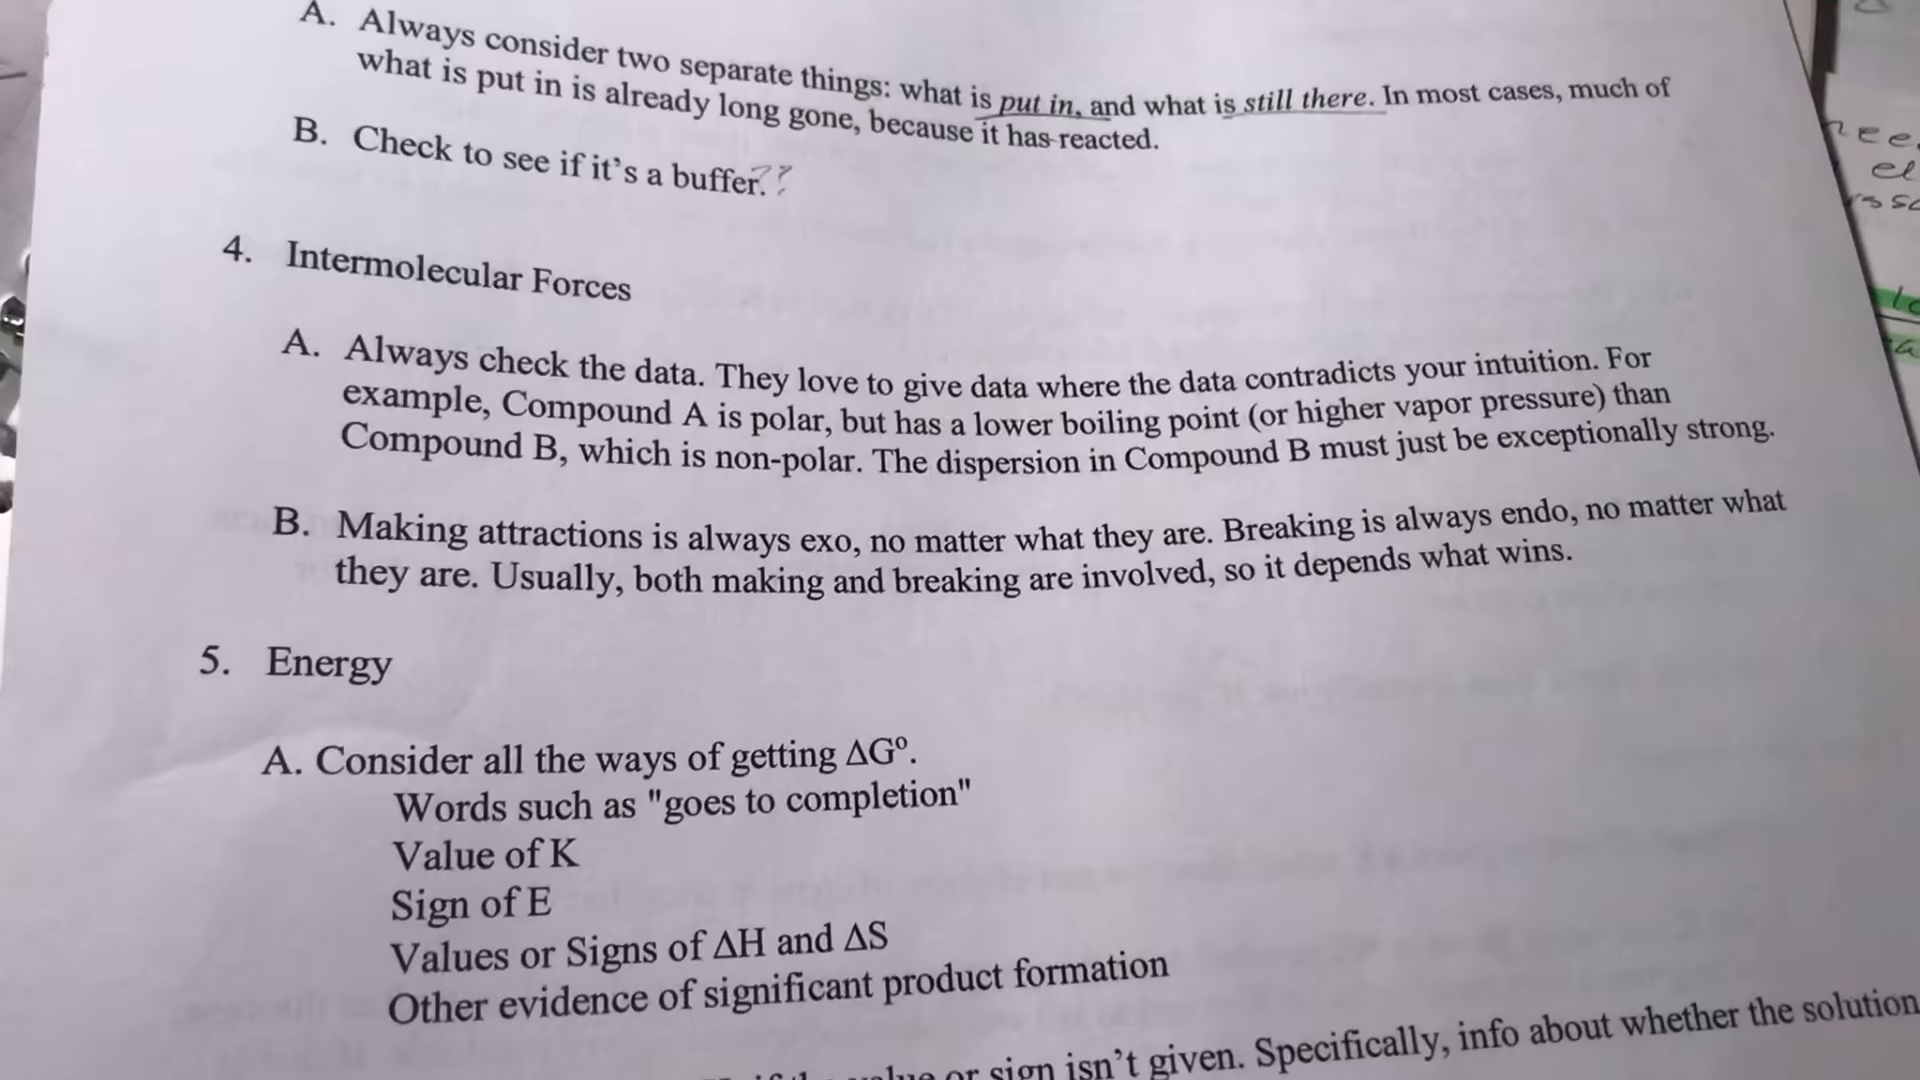 A. Always consider two separate things: what is put in, and what is still there. In most cases, much of
what is put in is already long gone, because it has reacted.
B. Check to see if it's a buffer.??
4. Intermolecular Forces
A. Always check the data. They love to give data where the data contradicts your intuition. For
example, Compound A is polar, but has a lower boiling point (or higher vapor pressure) than
Compound B, which is non-polar. The dispersion in Compound B must just be exceptionally strong.
B. Making attractions is always exo, no matter what they are. Breaking is always endo, no matter what
they are. Usually, both making and breaking are involved, so it depends what wins.
5. Energy
A. Consider all the ways of getting ΔGº.
Words such as "goes to completion"
Value of K
Sign of E
Values or Signs of ΔH and ΔS
Other evidence of significant product formation
or sign isn't given. Specifically, info about whether the solution